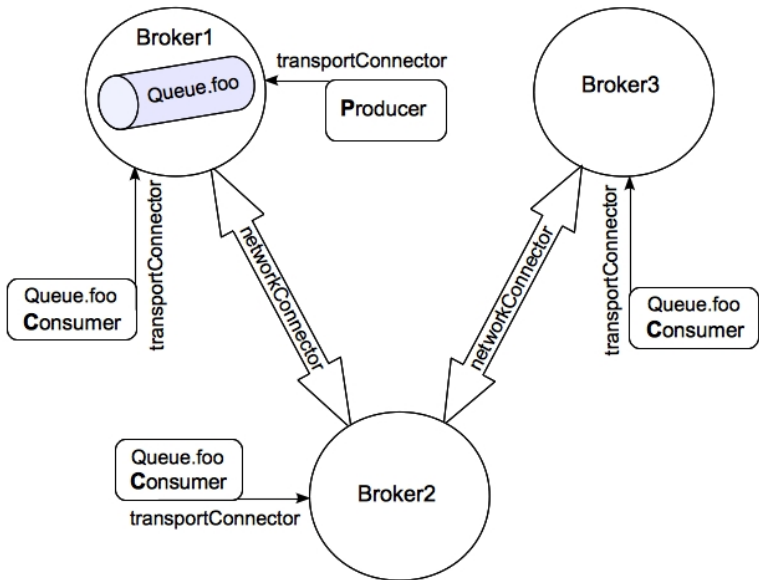 Broker1
Queue.foo
transportConnector
Producer
Broker3
transportConnector
Queue.foo
Consumer
networkConnector
networkConnector
transportConnector
Queue.foo
Consumer
Queue.foo
Consumer
transportConnector
Broker2